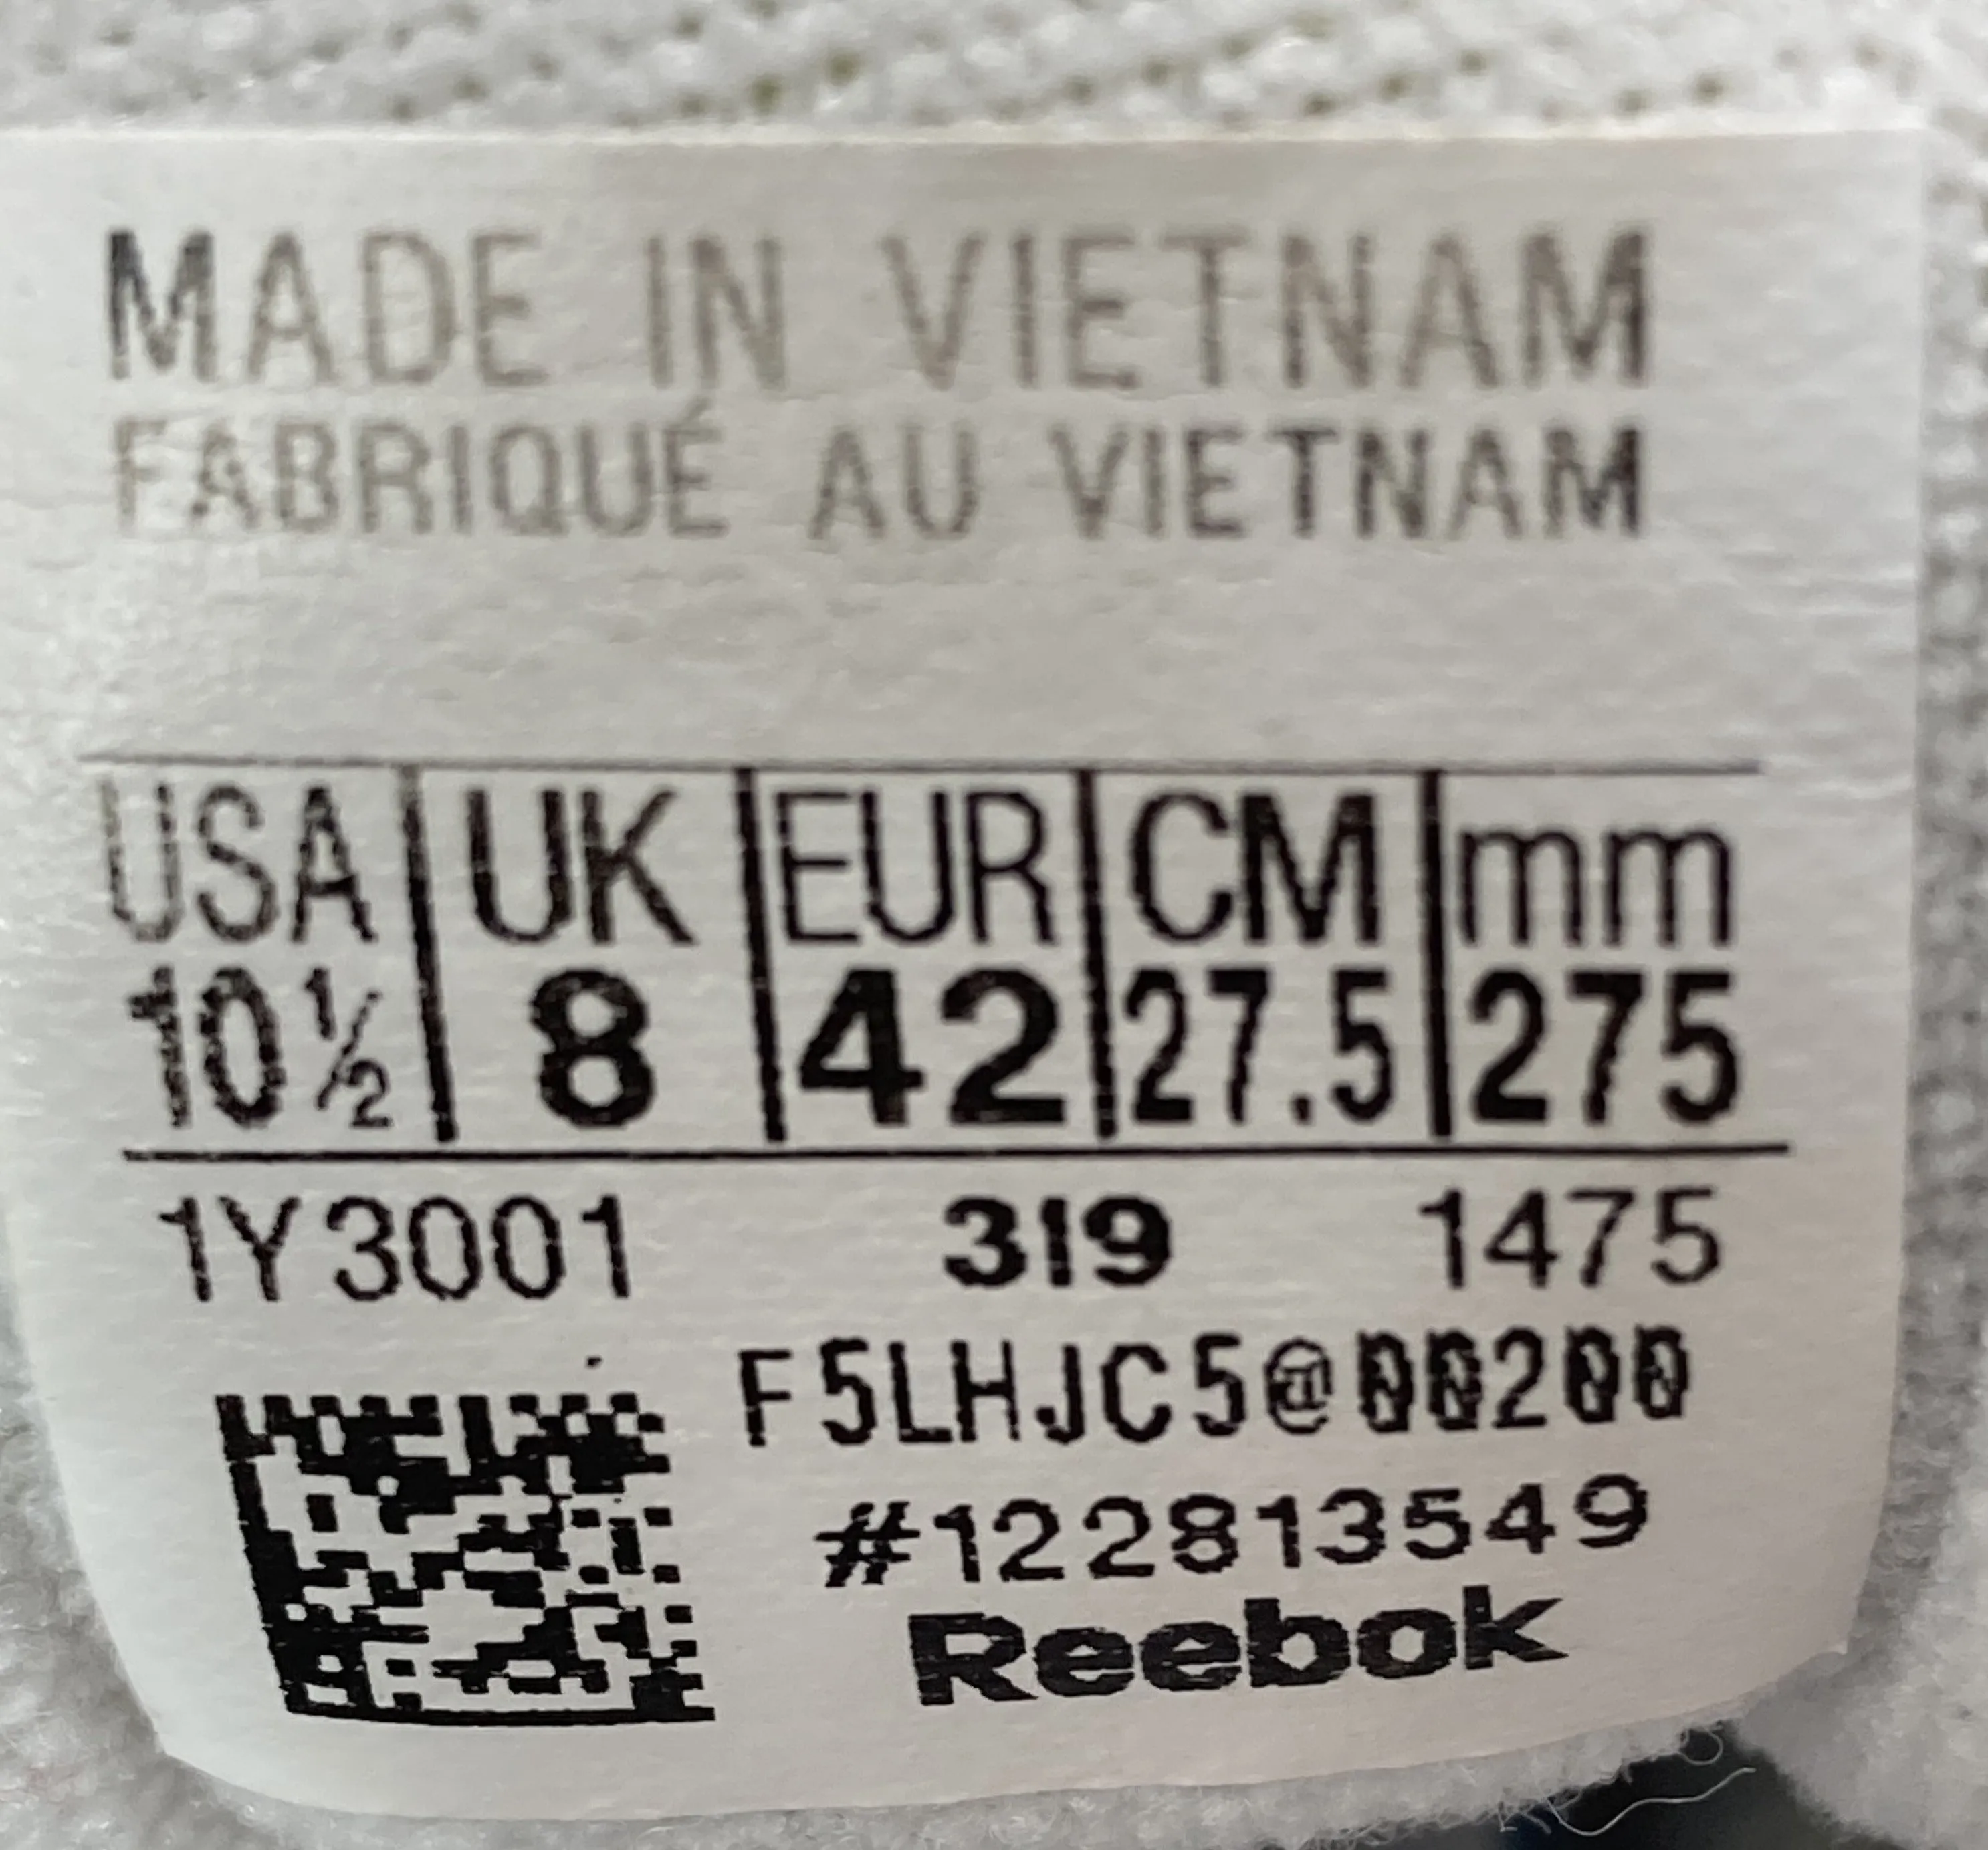 MADE IN VIETNAM
FABRIQUÉ AU VIETNAM
USA UK EUR CM mm
10½ 8 42 27.5 275
1Y3001 319 1475
F5LHJC5@00200
#122813549
Reebok